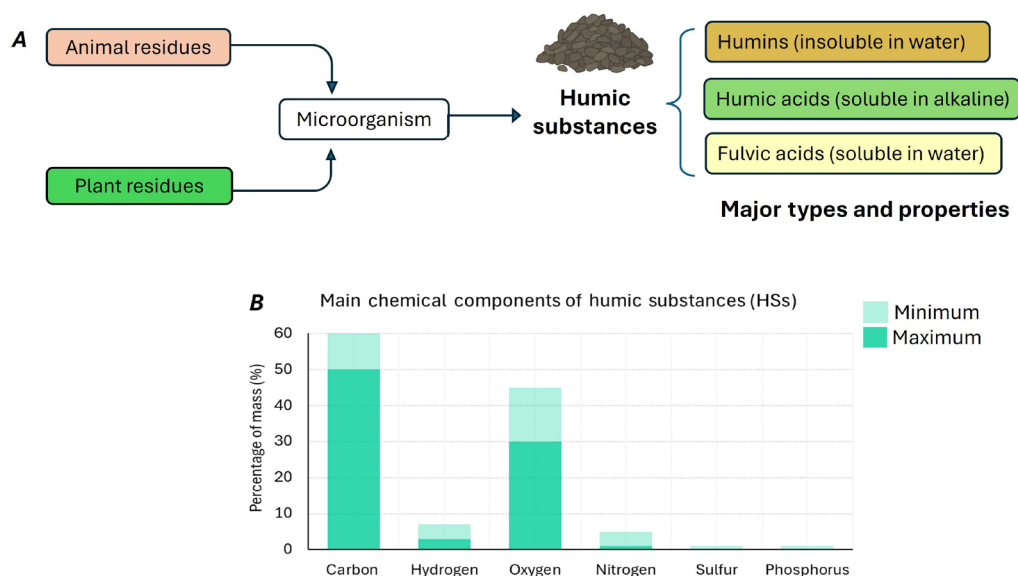 A
Animal residues
Plant residues
Microorganism
Humic
substances
Humins (insoluble in water)
Humic acids (soluble in alkaline)
Fulvic acids (soluble in water)
Major types and properties
B
Main chemical components of humic substances (HSs)
Minimum
Maximum
Percentage of mass (%)
60
50
40
30
20
10
0
Carbon Hydrogen Oxygen Nitrogen Sulfur Phosphorus